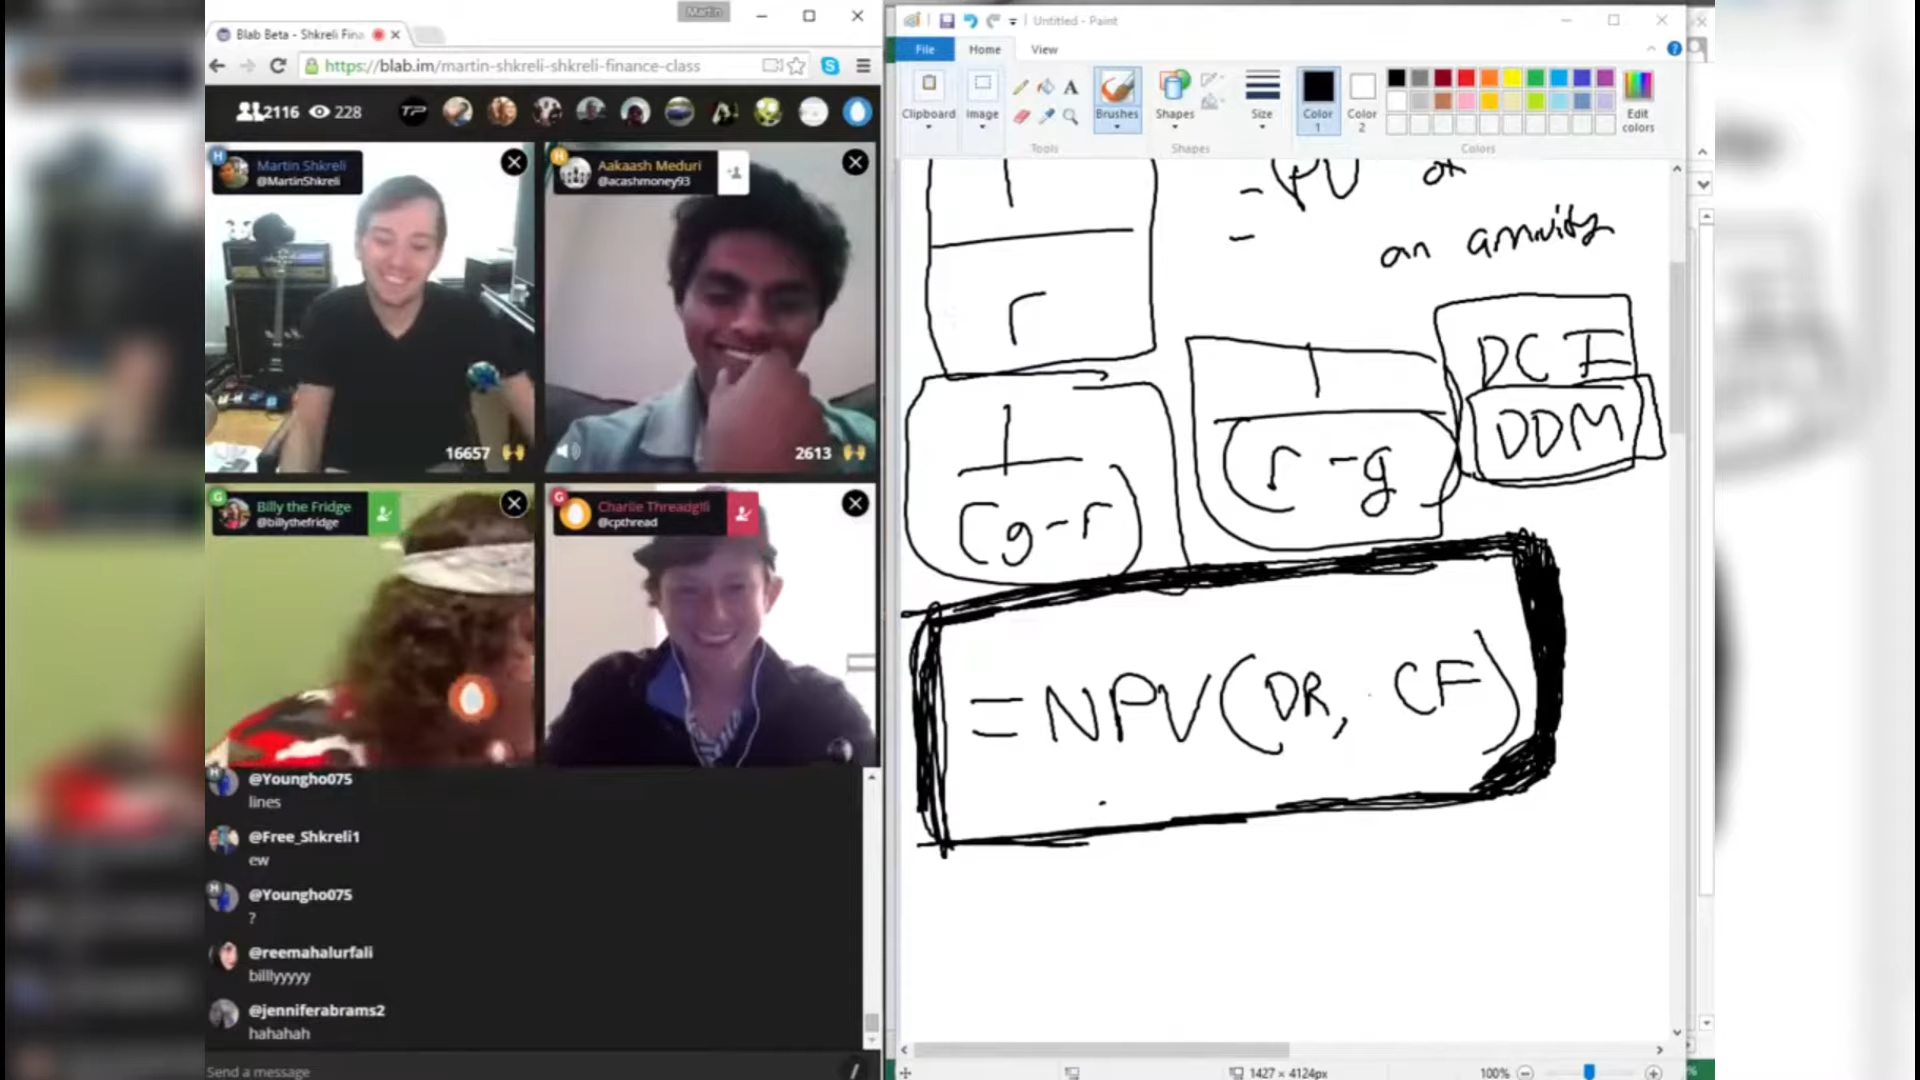 Martin
Blab Beta - Shkreli Fina
https://blab.im/martin-shkreli-shkreli-finance-class
2116 228
TP
H
Martin Shkreli
@MartinShkreli
16657
H
Aakaash Meduri
@acashmoney93
2613
G
Billy the Fridge
@billythefridge
G
Charlie Threadgill
@cpthread
@Youngho075
lines
@Free_Shkreli1
ew
H
@Youngho075
?
@reemahalurfali
billlyyyyy
@jenniferabrams2
hahahah
Send a message
/
Untitled - Paint
File Home View
Clipboard
Image
A
Tools
Brushes
Shapes
Shapes
Size
Color
1
Color
2
Edit
colors
Colors
1
r
= PV of
an annuity
1
(g-r)
1
(r-g)
DCF
DDM
=NPV(DR, CF)
1427 × 4124px
100%